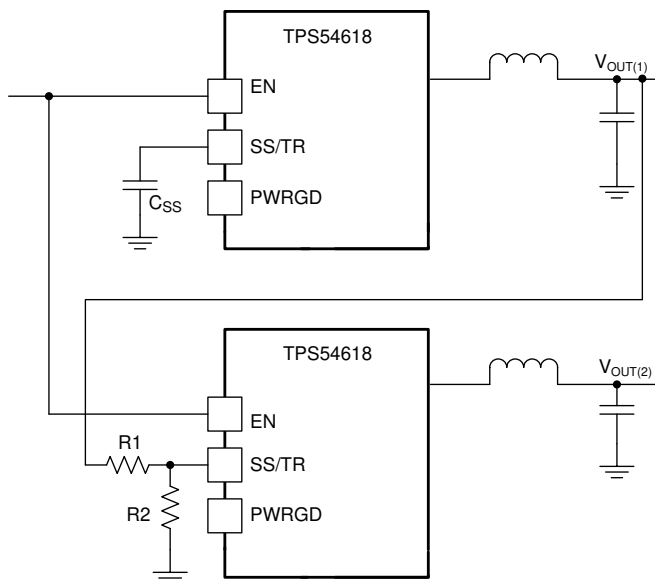 TPS54618
V_OUT(1)
EN
SS/TR
C_SS
PWRGD
TPS54618
V_OUT(2)
EN
R1
SS/TR
R2
PWRGD